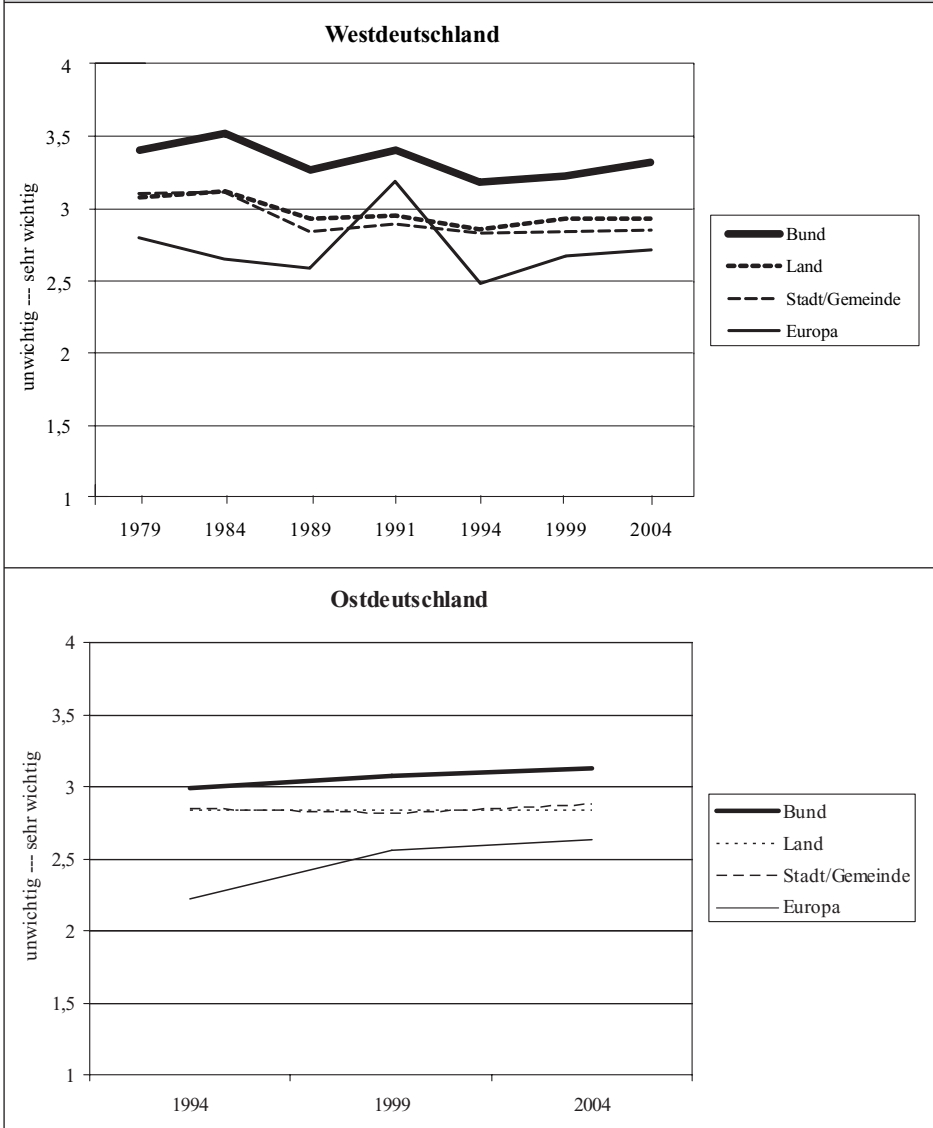 Westdeutschland
4
3,5
3
2,5
2
1,5
1
unwichtig --- sehr wichtig
1979 1984 1989 1991 1994 1999 2004
Bund
Land
Stadt/Gemeinde
Europa
Ostdeutschland
4
3,5
3
2,5
2
1,5
1
unwichtig --- sehr wichtig
1994 1999 2004
Bund
Land
Stadt/Gemeinde
Europa